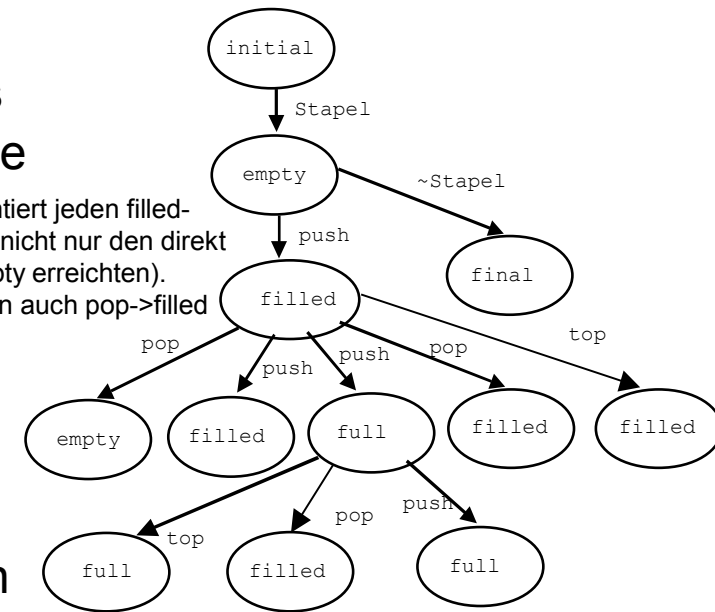 initial
Stapel
empty
~Stapel
tiert jeden filled-
nicht nur den direkt
erreichten).
push
final
filled
n auch pop->filled
pop
push
push
pop
top
empty
filled
full
filled
filled
top
pop
push
full
filled
full